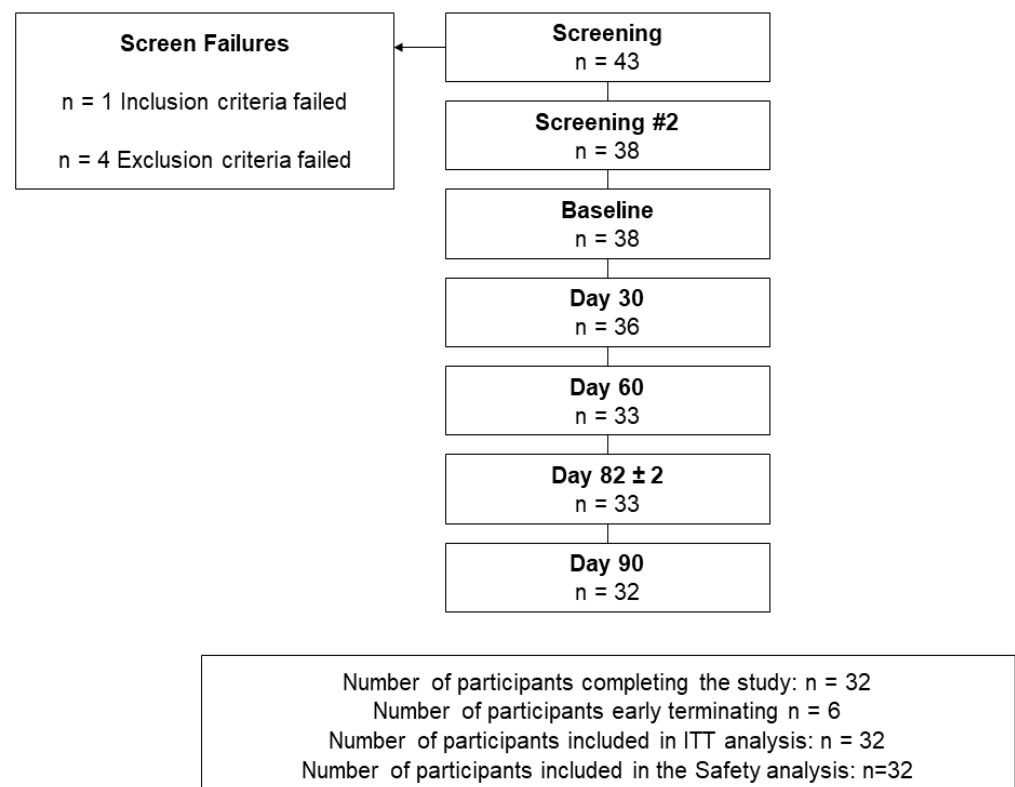 Screen Failures
n = 1 Inclusion criteria failed
n = 4 Exclusion criteria failed
Screening
n = 43
Screening #2
n = 38
Baseline
n = 38
Day 30
n = 36
Day 60
n = 33
Day 82 ± 2
n = 33
Day 90
n = 32
Number of participants completing the study: n = 32
Number of participants early terminating n = 6
Number of participants included in ITT analysis: n = 32
Number of participants included in the Safety analysis: n=32